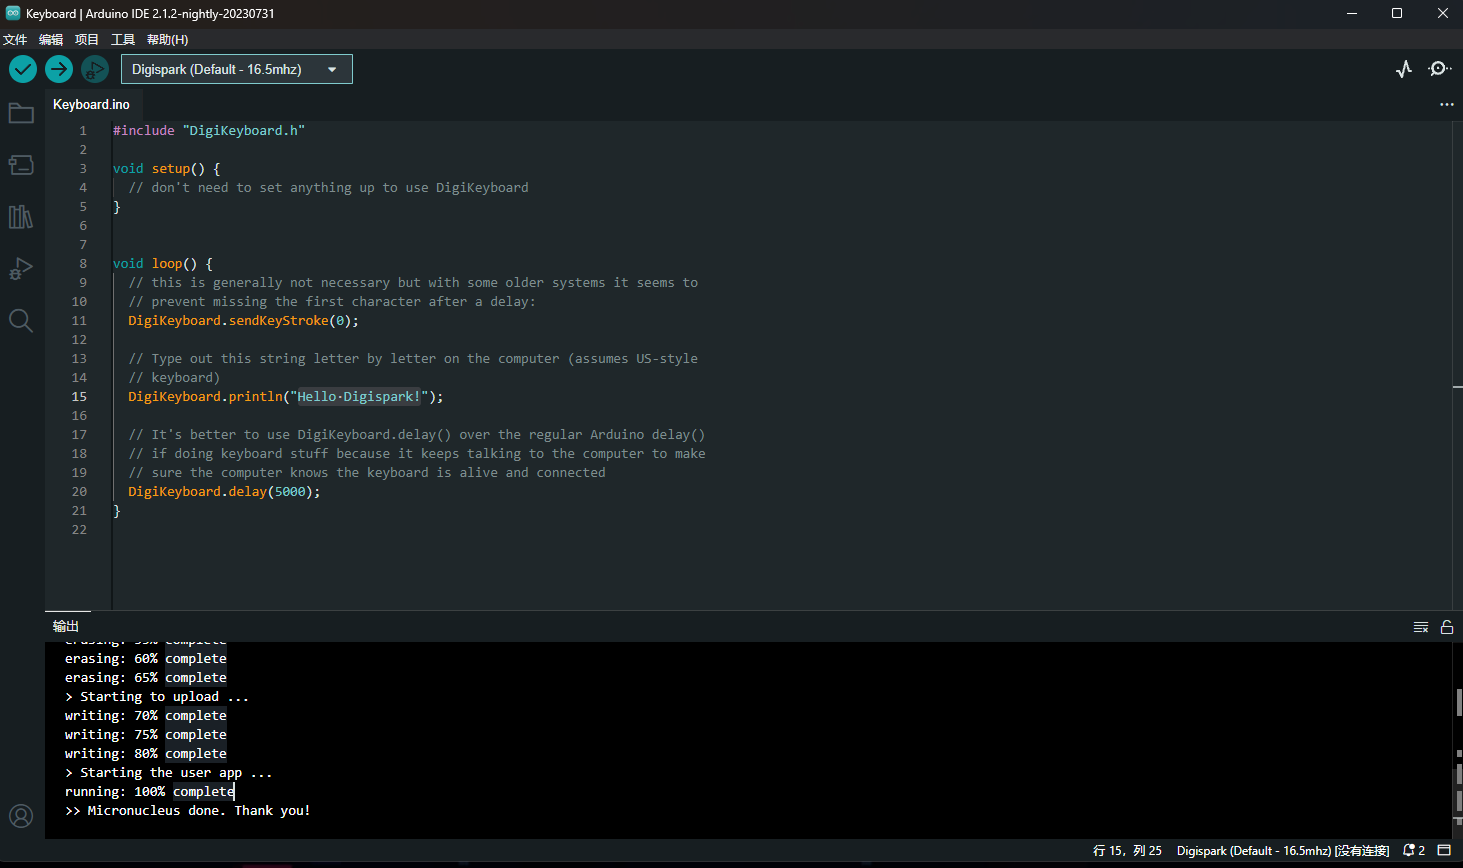 Keyboard | Arduino IDE 2.1.2-nightly-20230731
文件 编辑 项目 工具 帮助(H)
Digispark (Default - 16.5mhz)
Keyboard.ino
1 #include "DigiKeyboard.h"
2
3 void setup() {
4 // don't need to set anything up to use DigiKeyboard
5 }
6
7
8 void loop() {
9 // this is generally not necessary but with some older systems it seems to
10 // prevent missing the first character after a delay:
11 DigiKeyboard.sendKeyStroke(0);
12
13 // Type out this string letter by letter on the computer (assumes US-style
14 // keyboard)
15 DigiKeyboard.println("Hello·Digispark!");
16
17 // It's better to use DigiKeyboard.delay() over the regular Arduino delay()
18 // if doing keyboard stuff because it keeps talking to the computer to make
19 // sure the computer knows the keyboard is alive and connected
20 DigiKeyboard.delay(5000);
21 }
22
输出
erasing: 55% complete
erasing: 60% complete
erasing: 65% complete
> Starting to upload ...
writing: 70% complete
writing: 75% complete
writing: 80% complete
> Starting the user app ...
running: 100% complete
>> Micronucleus done. Thank you!
行 15，列 25 Digispark (Default - 16.5mhz) [没有连接] 2